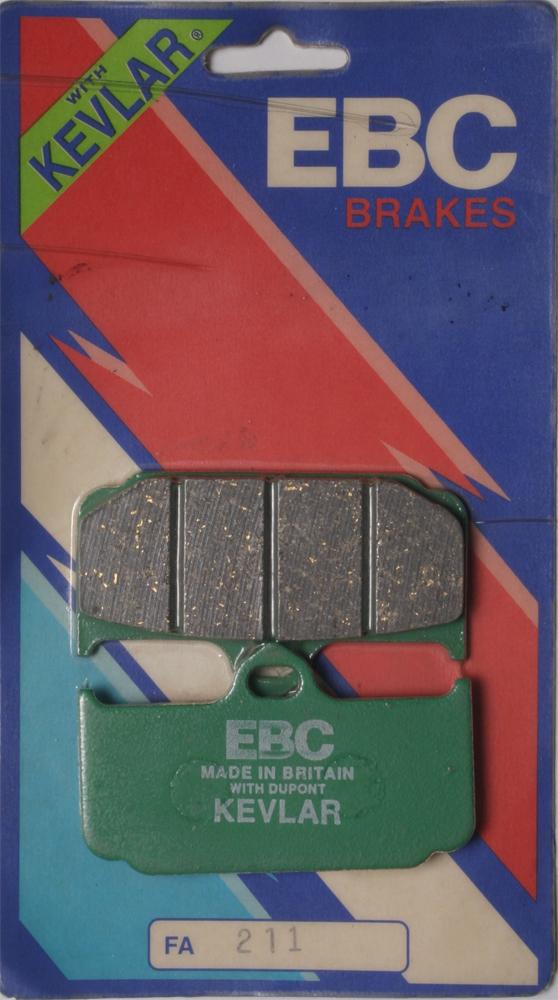 WITH
KEVLAR®
EBC
BRAKES
EBC
MADE IN BRITAIN
WITH DUPONT
KEVLAR
FA 211